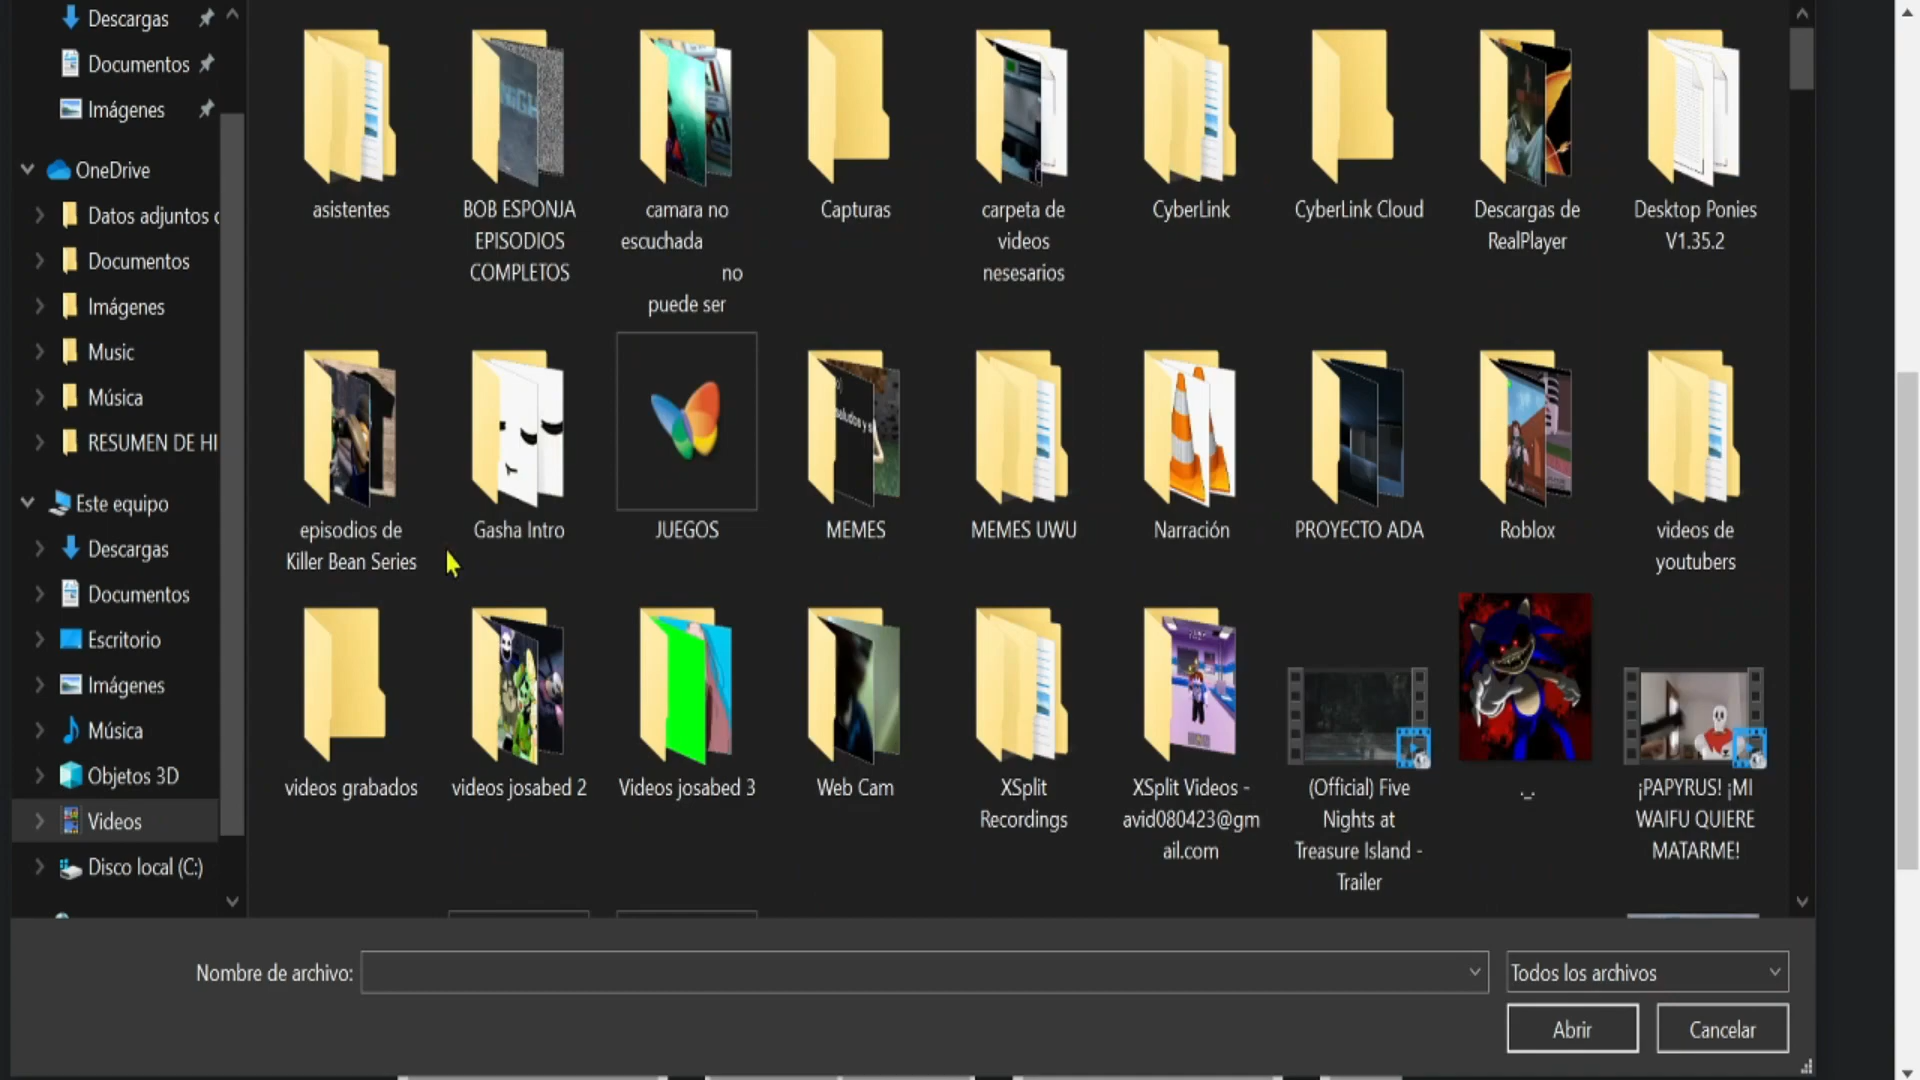 Descargas
Documentos
Imágenes
OneDrive
Datos adjuntos
Documentos
Imágenes
Music
Música
RESUMEN DE HI
Este equipo
Descargas
Documentos
Escritorio
Imágenes
Música
Objetos 3D
Videos
Disco local (C:)
asistentes
BOB ESPONJA
EPISODIOS
COMPLETOS
camara no
escuchada
no
puede ser
Capturas
carpeta de
videos
nesesarios
CyberLink
CyberLink Cloud
Descargas de
RealPlayer
Desktop Ponies
V1.35.2
episodios de
Killer Bean Series
Gasha Intro
JUEGOS
MEMES
MEMES UWU
Narración
PROYECTO ADA
Roblox
videos de
youtubers
videos grabados
videos josabed 2
Videos josabed 3
Web Cam
XSplit
Recordings
XSplit Videos -
avid080423@gm
ail.com
(Official) Five
Nights at
Treasure Island -
Trailer
._.
¡PAPYRUS! ¡MI
WAIFU QUIERE
MATARME!
Nombre de archivo:
Todos los archivos
Abrir
Cancelar